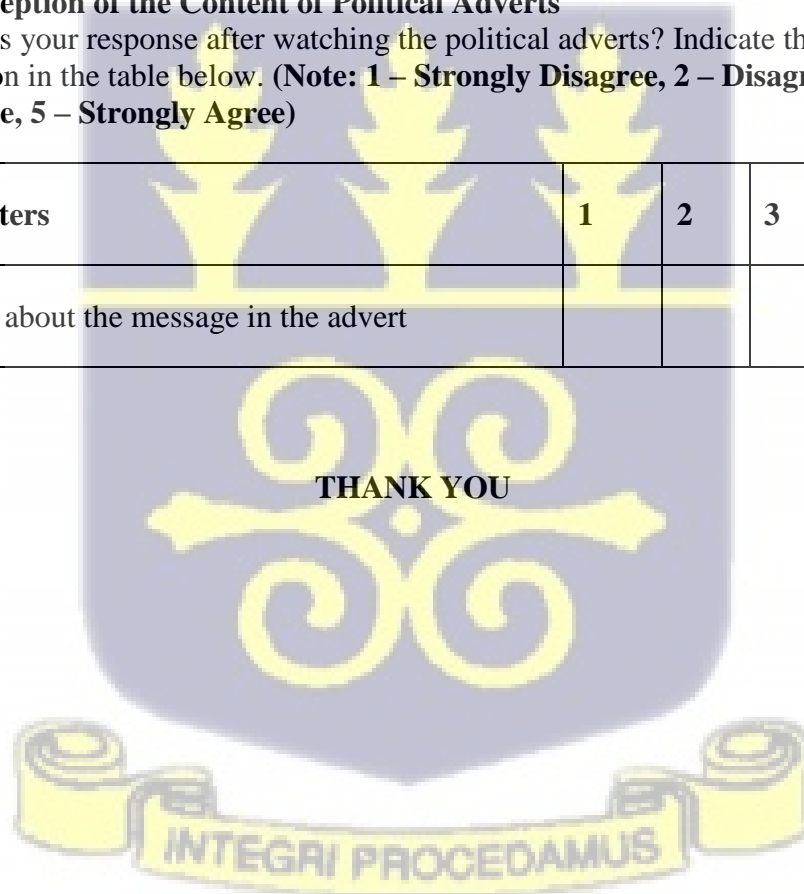 eption of the Content of Political Adverts
s your response after watching the political adverts? Indicate th
on in the table below. (Note: 1 – Strongly Disagree, 2 – Disagr
e, 5 – Strongly Agree)
ters 1 2 3
about the message in the advert
THANK YOU
INTEGRI PROCEDAMUS